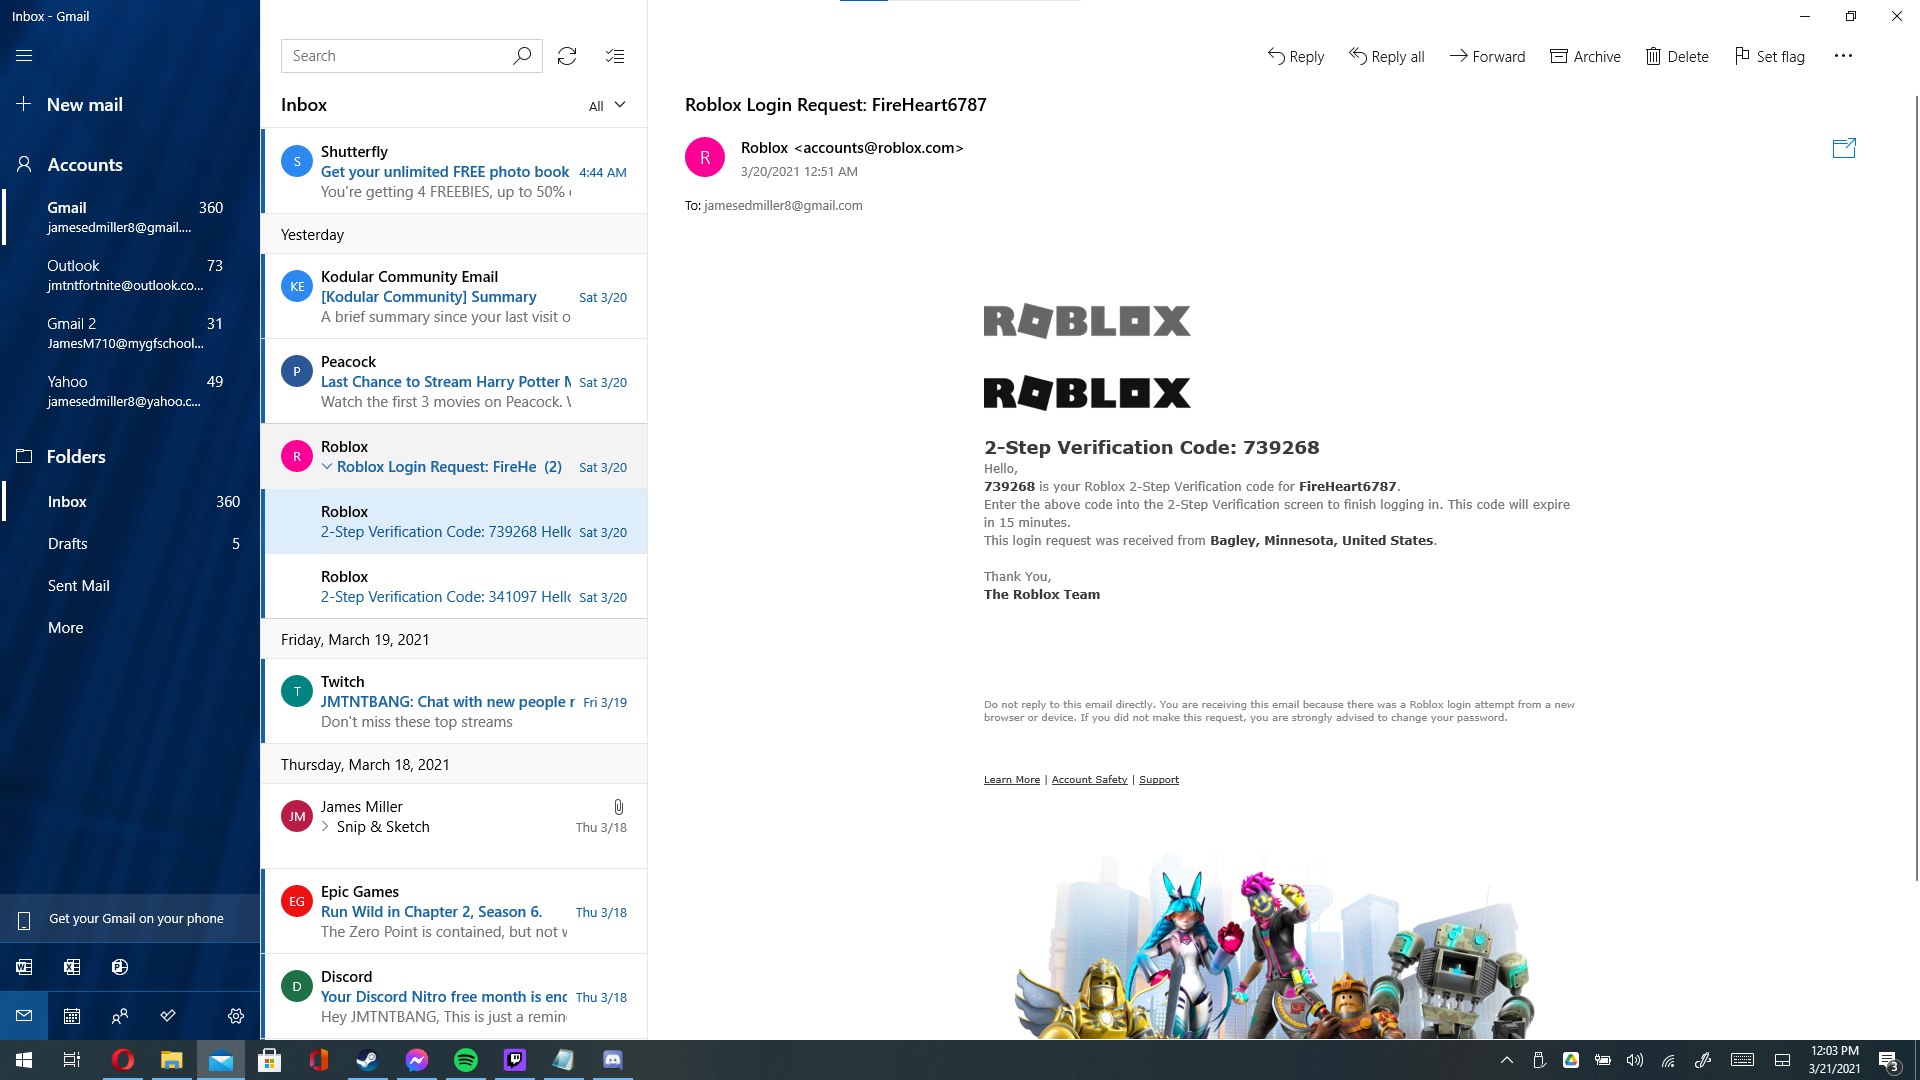 Inbox - Gmail
New mail
Accounts
Gmail 360
jamesedmiller8@gmail....
Outlook 73
jmtntfortnite@outlook.co...
Gmail 2 31
JamesM710@mygfschool...
Yahoo 49
jamesedmiller8@yahoo.c...
Folders
Inbox 360
Drafts 5
Sent Mail
More
Get your Gmail on your phone
Search
Inbox All
S
Shutterfly
Get your unlimited FREE photo book 4:44 AM
You're getting 4 FREEBIES, up to 50%
Yesterday
KE
Kodular Community Email
[Kodular Community] Summary Sat 3/20
A brief summary since your last visit o
P
Peacock
Last Chance to Stream Harry Potter M Sat 3/20
Watch the first 3 movies on Peacock.
R
Roblox
Roblox Login Request: FireHe (2) Sat 3/20
Roblox
2-Step Verification Code: 739268 Hello Sat 3/20
Roblox
2-Step Verification Code: 341097 Hello Sat 3/20
Friday, March 19, 2021
T
Twitch
JMTNTBANG: Chat with new people r Fri 3/19
Don't miss these top streams
Thursday, March 18, 2021
JM
James Miller
Snip & Sketch Thu 3/18
EG
Epic Games
Run Wild in Chapter 2, Season 6. Thu 3/18
The Zero Point is contained, but not
D
Discord
Your Discord Nitro free month is enc Thu 3/18
Hey JMTNTBANG, This is just a remin
Reply Reply all Forward Archive Delete Set flag
Roblox Login Request: FireHeart6787
R
Roblox <accounts@roblox.com>
3/20/2021 12:51 AM
To: jamesedmiller8@gmail.com
ROBLOX
ROBLOX
2-Step Verification Code: 739268
Hello,
739268 is your Roblox 2-Step Verification code for FireHeart6787.
Enter the above code into the 2-Step Verification screen to finish logging in. This code will expire
in 15 minutes.
This login request was received from Bagley, Minnesota, United States.
Thank You,
The Roblox Team
Do not reply to this email directly. You are receiving this email because there was a Roblox login attempt from a new
browser or device. If you did not make this request, you are strongly advised to change your password.
Learn More | Account Safety | Support
12:03 PM
3/21/2021
3